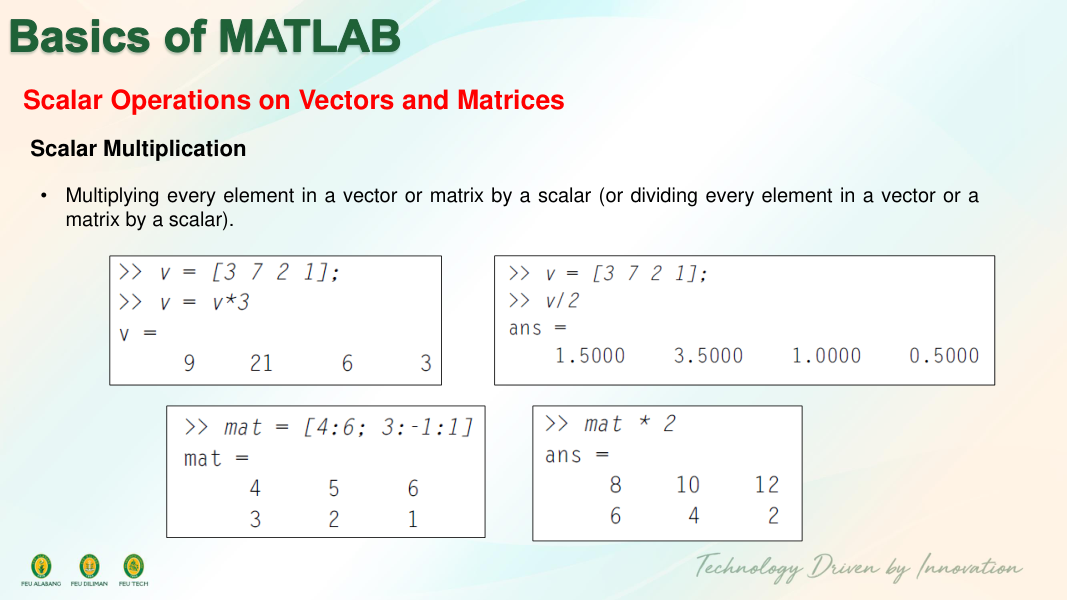 Basics of MATLAB
Scalar Operations on Vectors and Matrices
Scalar Multiplication
• Multiplying every element in a vector or matrix by a scalar (or dividing every element in a vector or a
matrix by a scalar).
>> v = [3 7 2 1];
>> v = v*3
v =
9 21 6 3
>> v = [3 7 2 1];
>> v/2
ans =
1.5000 3.5000 1.0000 0.5000
>> mat = [4:6; 3:-1:1]
mat =
4 5 6
3 2 1
>> mat * 2
ans =
8 10 12
6 4 2
FEU ALABANG FEU DILIMAN FEU TECH
Technology Driven by Innovation